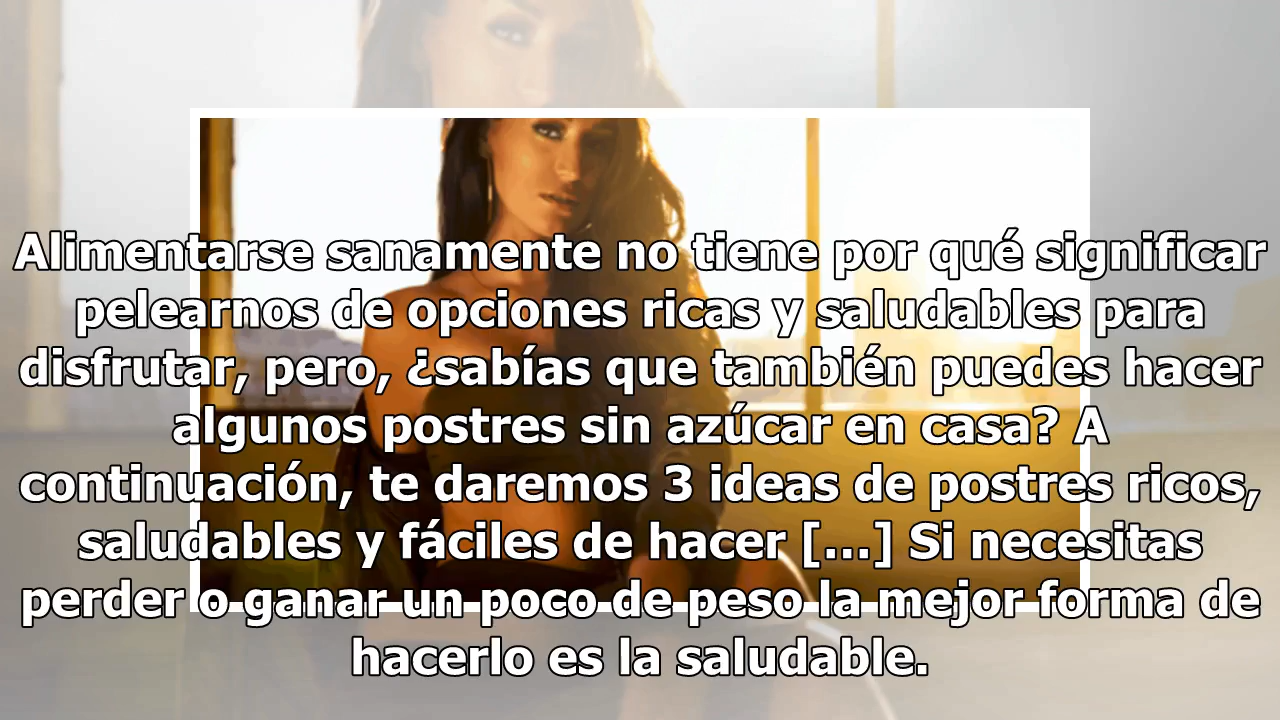 Alimentarse sanamente no tiene por qué significar
pelearnos de opciones ricas y saludables para
disfrutar, pero, ¿sabías que también puedes hacer
algunos postres sin azúcar en casa? A
continuación, te daremos 3 ideas de postres ricos,
saludables y fáciles de hacer [...] Si necesitas
perder o ganar un poco de peso la mejor forma de
hacerlo es la saludable.